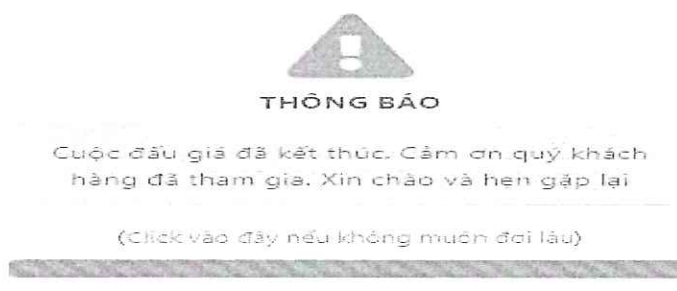 THÔNG BÁO
Cuộc đấu giá đã kết thúc. Cảm ơn quý khách
hàng đã tham gia. Xin chào và hẹn gặp lại
(Click vào đây nếu không muốn đợi lâu)